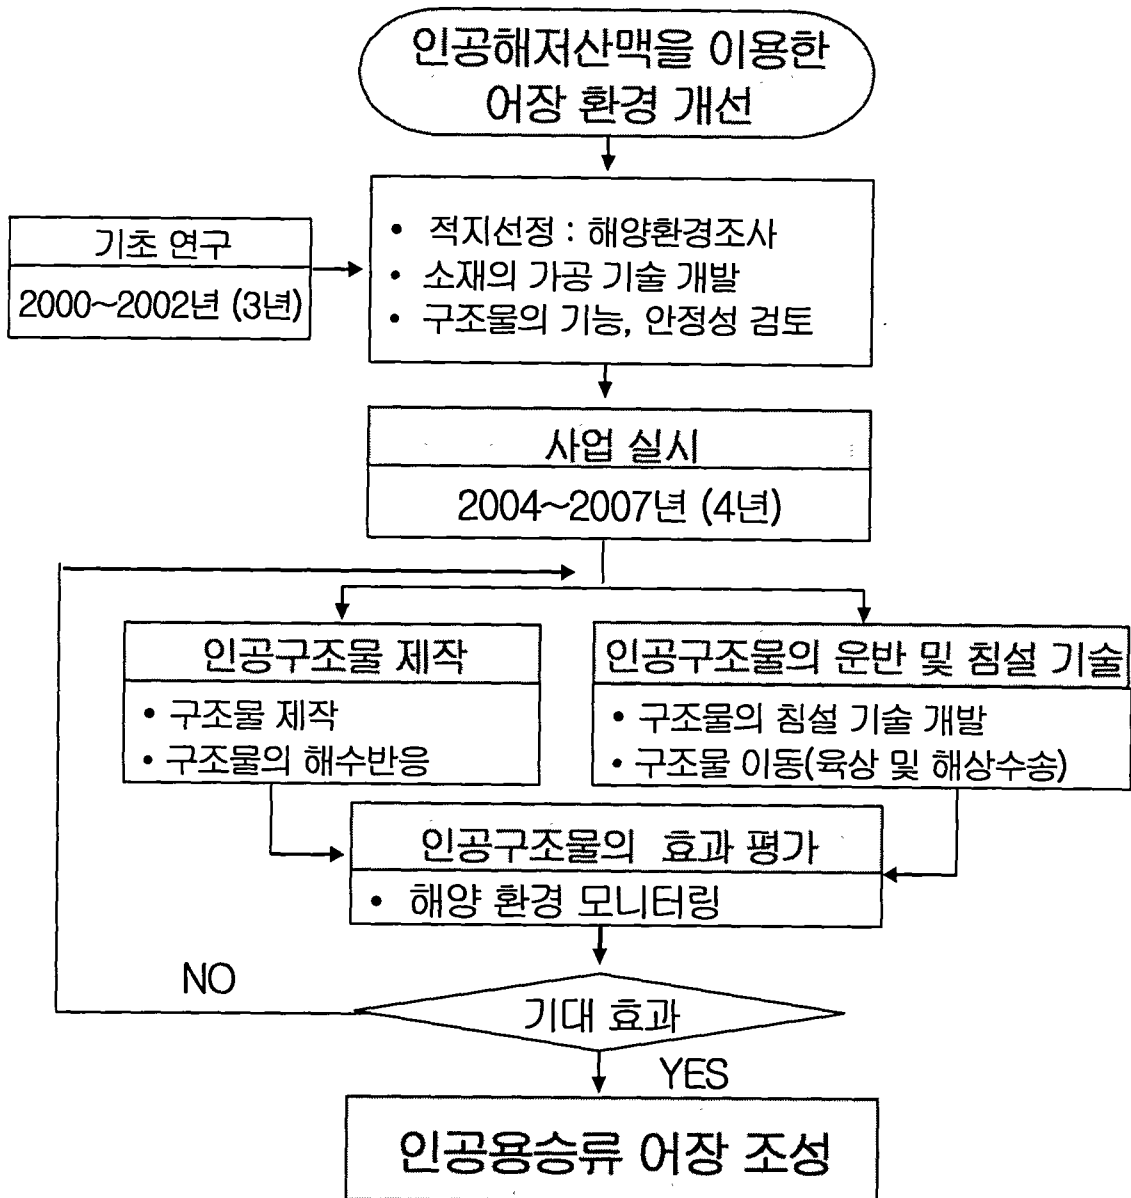 인공해저산맥을 이용한
어장 환경 개선
기초 연구
2000~2002년 (3년)
• 적지선정 : 해양환경조사
• 소재의 가공 기술 개발
• 구조물의 기능, 안정성 검토
사업 실시
2004~2007년 (4년)
인공구조물 제작
• 구조물 제작
• 구조물의 해수반응
인공구조물의 운반 및 침설 기술
• 구조물의 침설 기술 개발
• 구조물 이동(육상 및 해상수송)
인공구조물의 효과 평가
• 해양 환경 모니터링
NO
기대 효과
YES
인공용승류 어장 조성